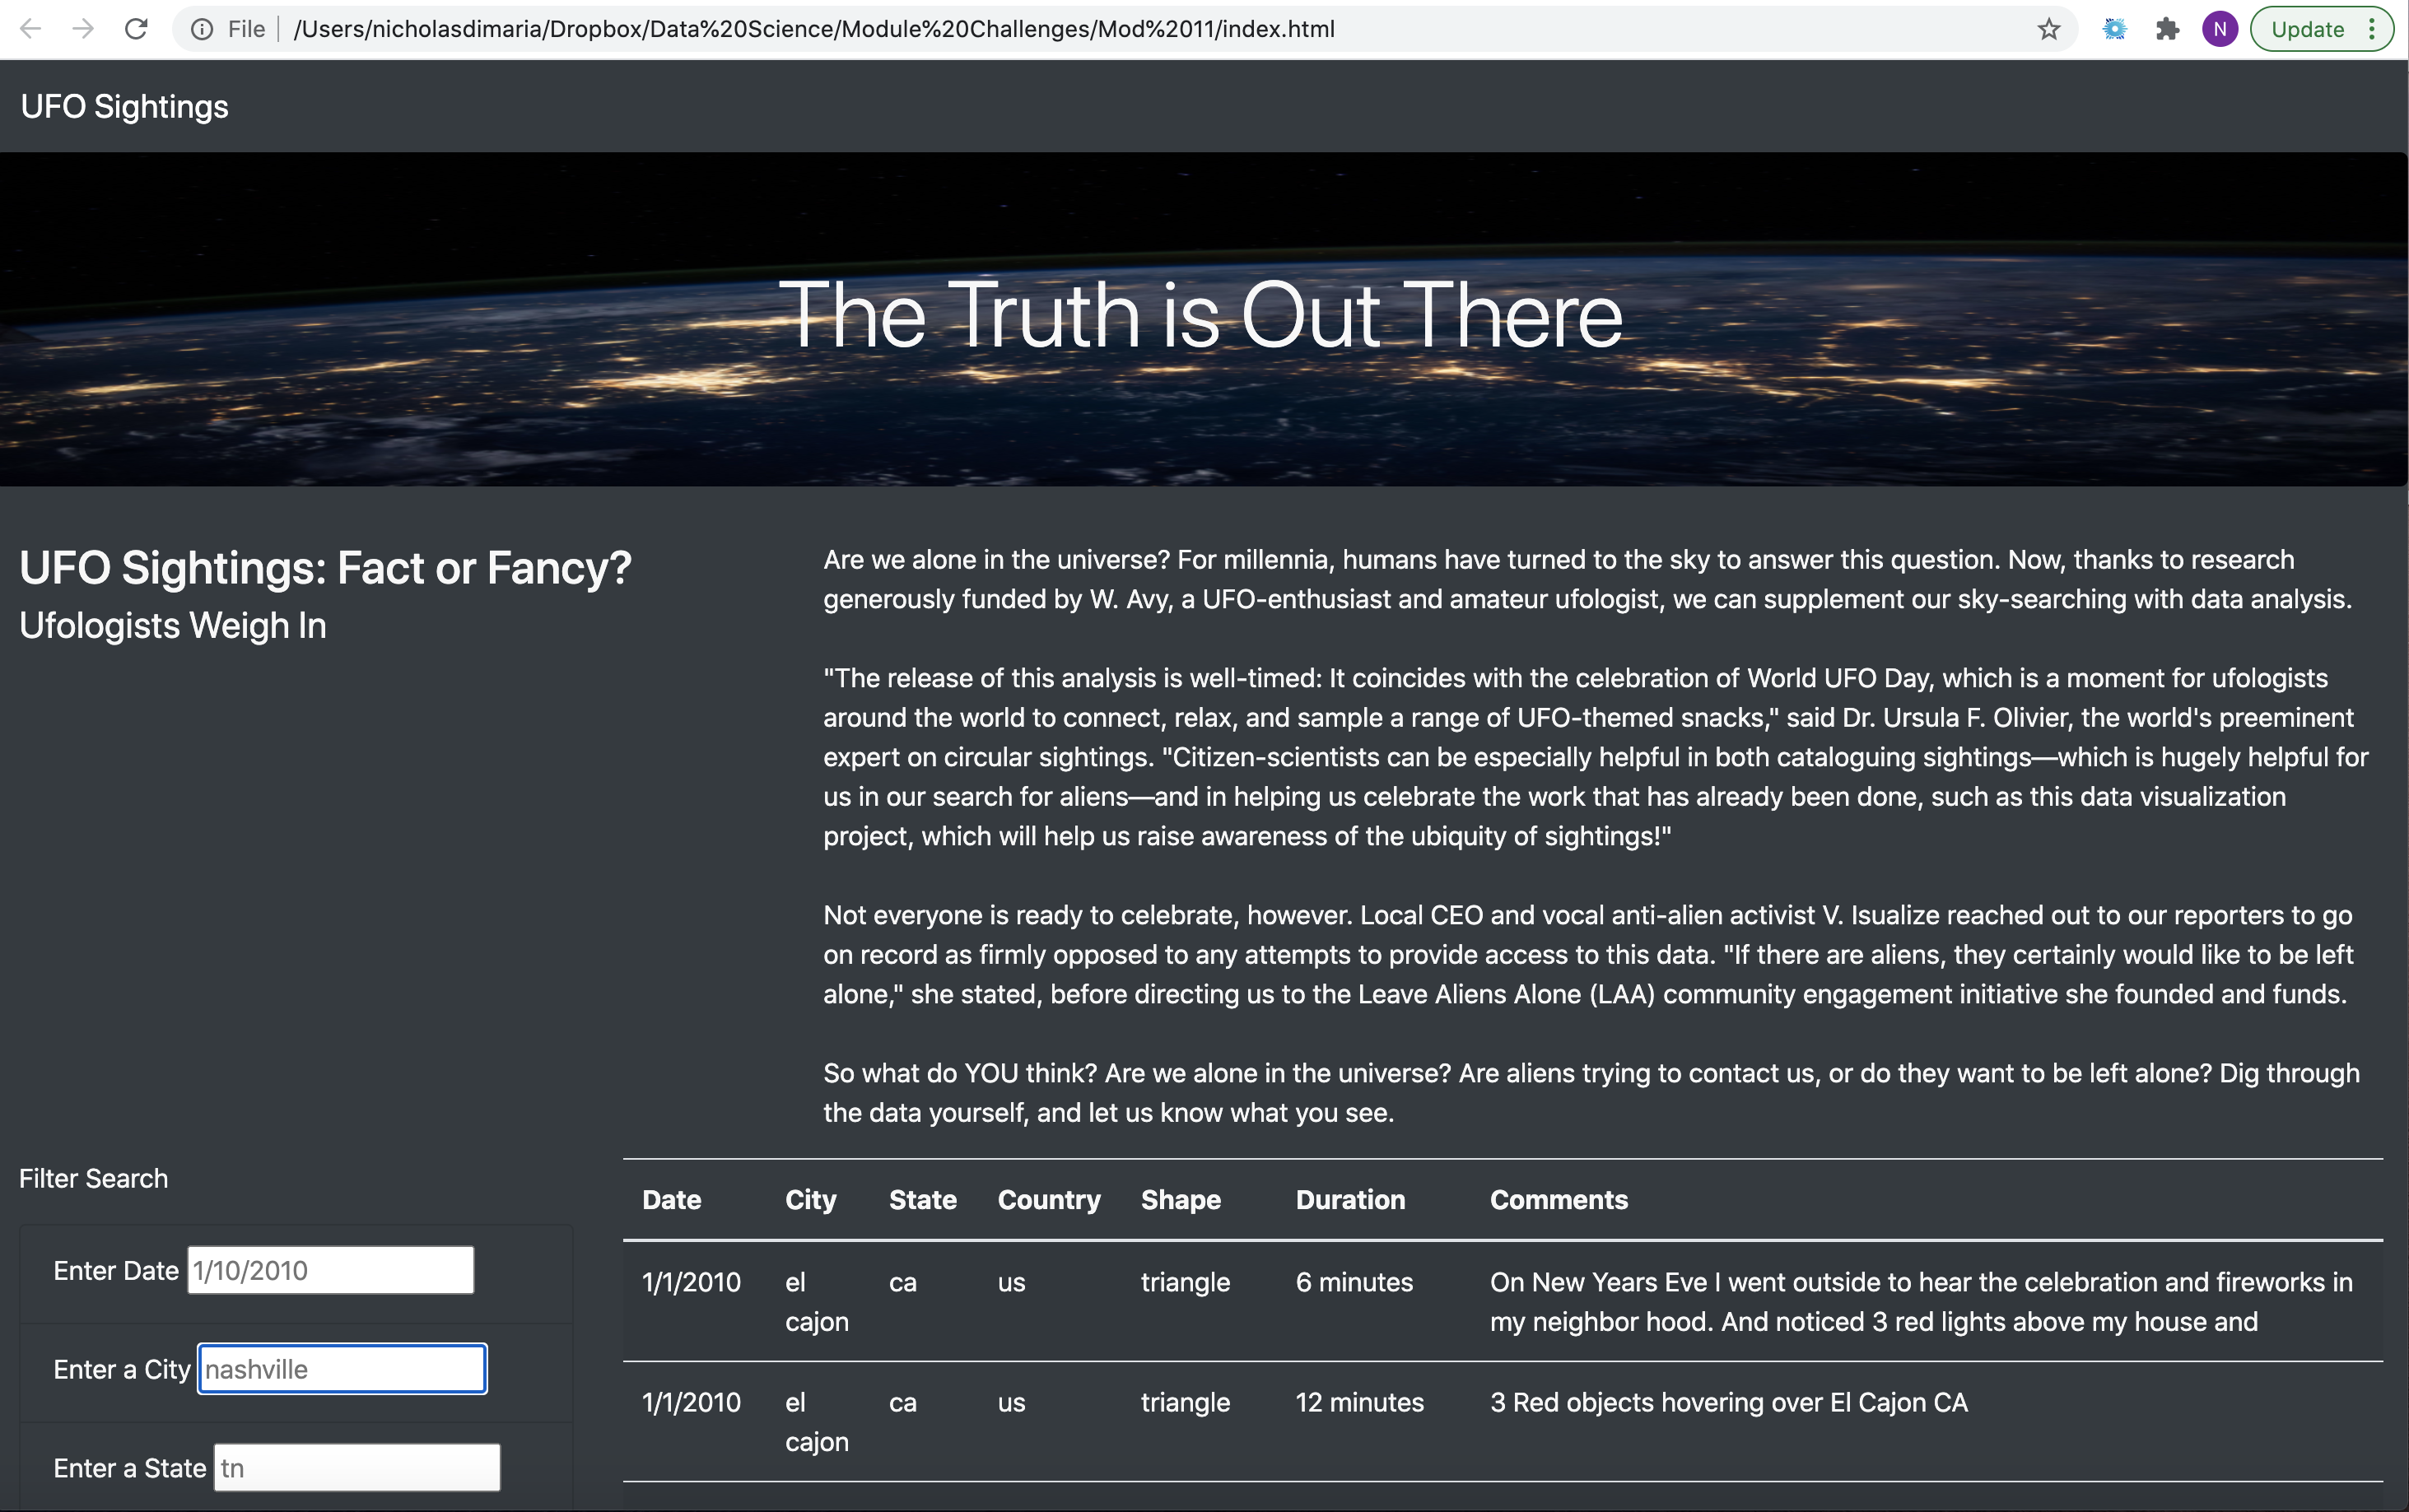 File
/Users/nicholasdimaria/Dropbox/Data%20Science/Module%20Challenges/Mod%2011/index.html
N
Update
UFO Sightings
The Truth is Out There
UFO Sightings: Fact or Fancy?
Ufologists Weigh In
Are we alone in the universe? For millennia, humans have turned to the sky to answer this question. Now, thanks to research
generously funded by W. Avy, a UFO-enthusiast and amateur ufologist, we can supplement our sky-searching with data analysis.
"The release of this analysis is well-timed: It coincides with the celebration of World UFO Day, which is a moment for ufologists
around the world to connect, relax, and sample a range of UFO-themed snacks," said Dr. Ursula F. Olivier, the world's preeminent
expert on circular sightings. "Citizen-scientists can be especially helpful in both cataloguing sightings—which is hugely helpful for
us in our search for aliens—and in helping us celebrate the work that has already been done, such as this data visualization
project, which will help us raise awareness of the ubiquity of sightings!"
Not everyone is ready to celebrate, however. Local CEO and vocal anti-alien activist V. Isualize reached out to our reporters to go
on record as firmly opposed to any attempts to provide access to this data. "If there are aliens, they certainly would like to be left
alone," she stated, before directing us to the Leave Aliens Alone (LAA) community engagement initiative she founded and funds.
So what do YOU think? Are we alone in the universe? Are aliens trying to contact us, or do they want to be left alone? Dig through
the data yourself, and let us know what you see.
Filter Search
Enter Date 1/10/2010
Enter a City nashville
Enter a State tn
Date City State Country Shape Duration Comments
1/1/2010 el cajon ca us triangle 6 minutes On New Years Eve I went outside to hear the celebration and fireworks in
my neighbor hood. And noticed 3 red lights above my house and
1/1/2010 el cajon ca us triangle 12 minutes 3 Red objects hovering over El Cajon CA